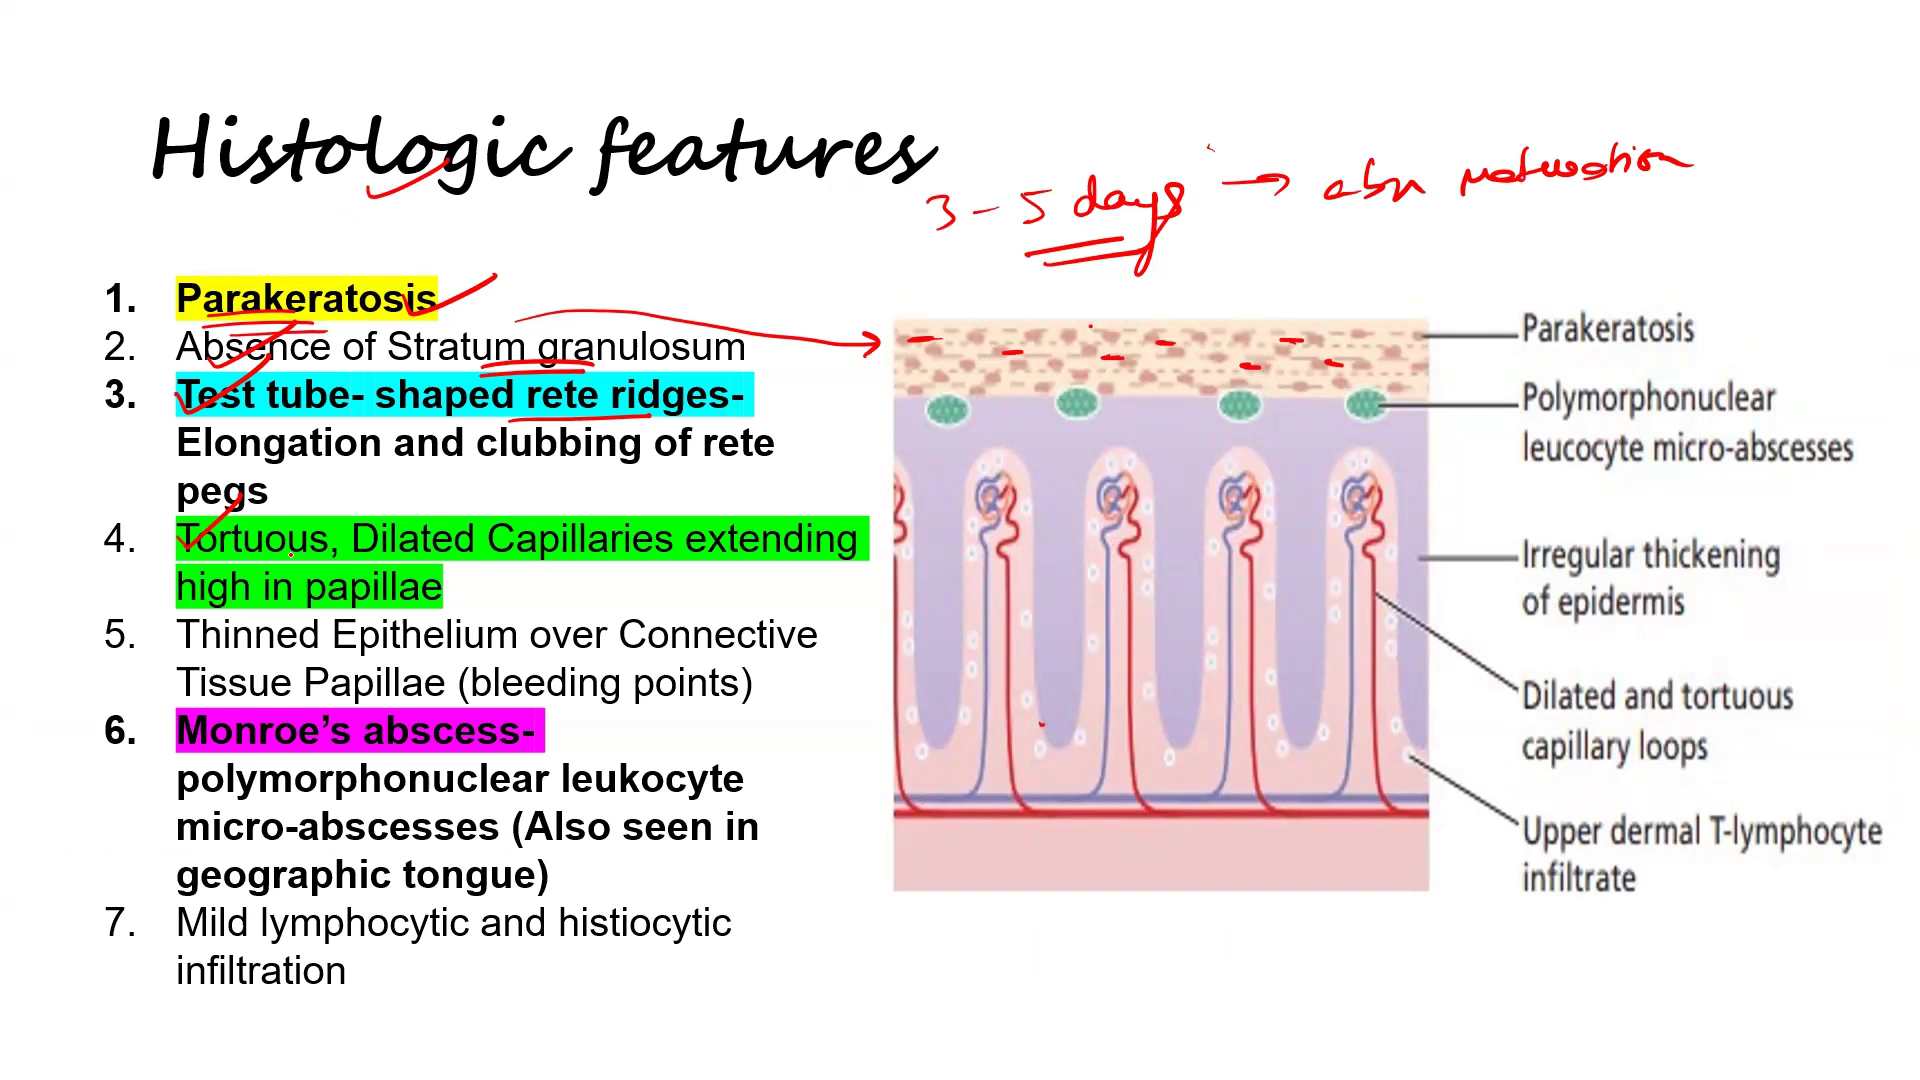 Histologic features
3 - 5 days → abn maturation
1. Parakeratosis
2. Absence of Stratum granulosum
3. Test tube- shaped rete ridges-
Elongation and clubbing of rete
pegs
4. Tortuous, Dilated Capillaries extending
high in papillae
5. Thinned Epithelium over Connective
Tissue Papillae (bleeding points)
6. Monroe’s abscess-
polymorphonuclear leukocyte
micro-abscesses (Also seen in
geographic tongue)
7. Mild lymphocytic and histiocytic
infiltration
Parakeratosis
Polymorphonuclear
leucocyte micro-abscesses
Irregular thickening
of epidermis
Dilated and tortuous
capillary loops
Upper dermal T-lymphocyte
infiltrate